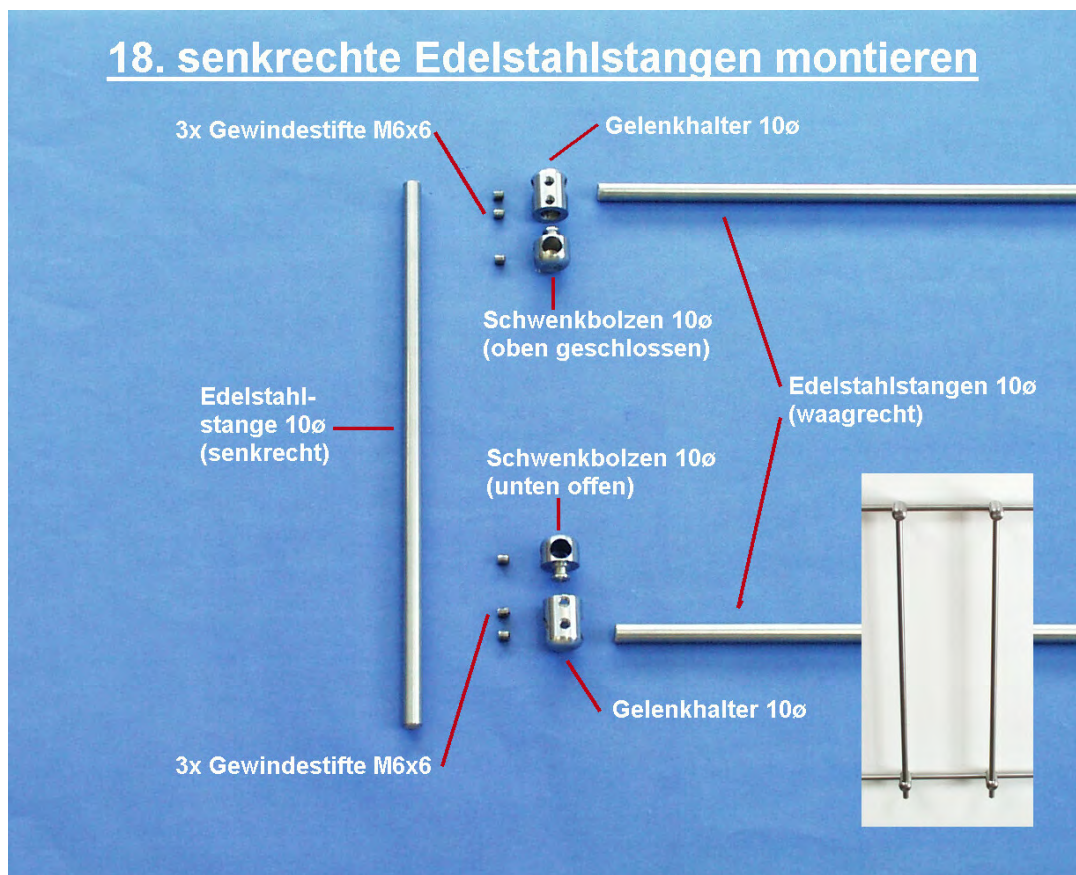 18. senkrechte Edelstahlstangen montieren
3x Gewindestifte M6x6
Gelenkhalter 10ø
Schwenkbolzen 10ø
(oben geschlossen)
Edelstahl-
stange 10ø
(senkrecht)
Edelstahlstangen 10ø
(waagrecht)
Schwenkbolzen 10ø
(unten offen)
Gelenkhalter 10ø
3x Gewindestifte M6x6